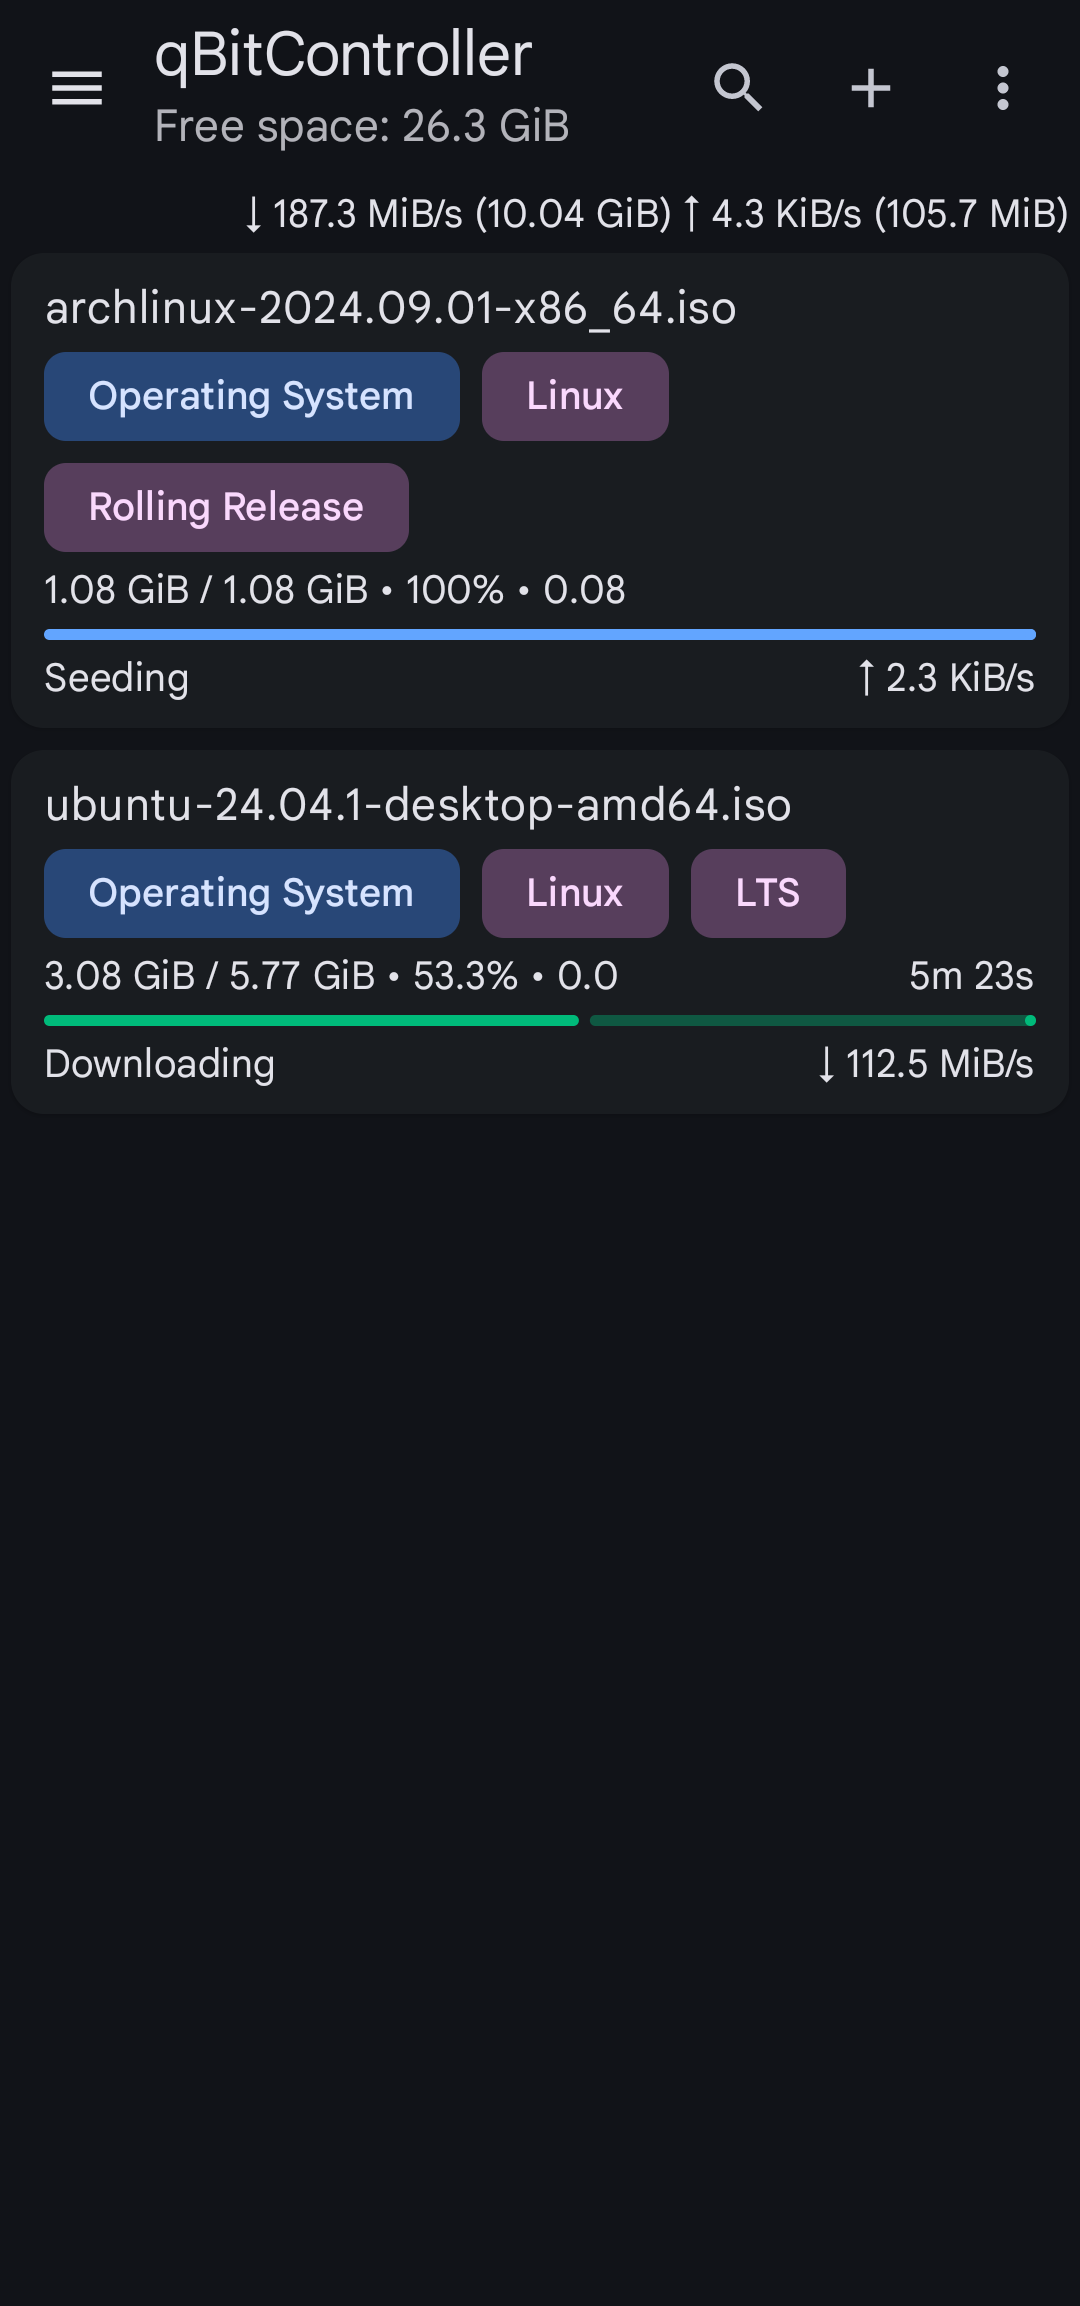 qBitController
Free space: 26.3 GiB
↓ 187.3 MiB/s (10.04 GiB) ↑ 4.3 KiB/s (105.7 MiB)
archlinux-2024.09.01-x86_64.iso
Operating System Linux
Rolling Release
1.08 GiB / 1.08 GiB • 100% • 0.08
Seeding ↑ 2.3 KiB/s
ubuntu-24.04.1-desktop-amd64.iso
Operating System Linux LTS
3.08 GiB / 5.77 GiB • 53.3% • 0.0 5m 23s
Downloading ↓ 112.5 MiB/s